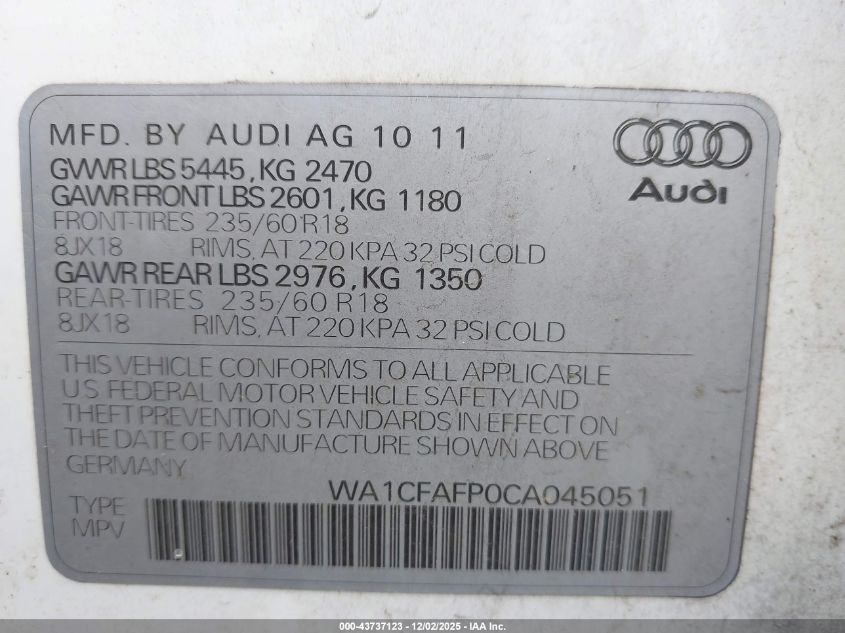 MFD. BY AUDI AG 10 11
GVWR LBS 5445, KG 2470
GAWR FRONT LBS 2601, KG 1180
FRONT-TIRES 235/60 R18
8JX18 RIMS, AT 220 KPA 32 PSI COLD
GAWR REAR LBS 2976, KG 1350
REAR-TIRES 235/60 R18
8JX18 RIMS, AT 220 KPA 32 PSI COLD
Audi
THIS VEHICLE CONFORMS TO ALL APPLICABLE
U.S. FEDERAL MOTOR VEHICLE SAFETY AND
THEFT PREVENTION STANDARDS IN EFFECT ON
THE DATE OF MANUFACTURE SHOWN ABOVE
GERMANY
WA1CFAFP0CA045051
TYPE
MPV
000-43737123 - 12/02/2025 - IAA Inc.